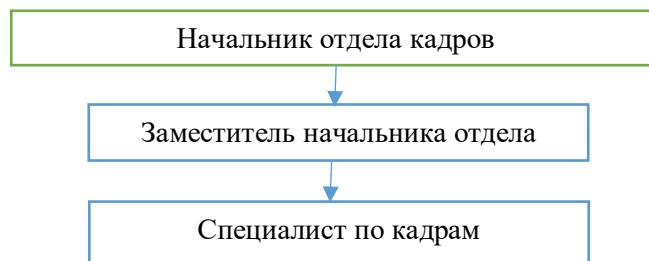 Начальник отдела кадров
Заместитель начальника отдела
Специалист по кадрам